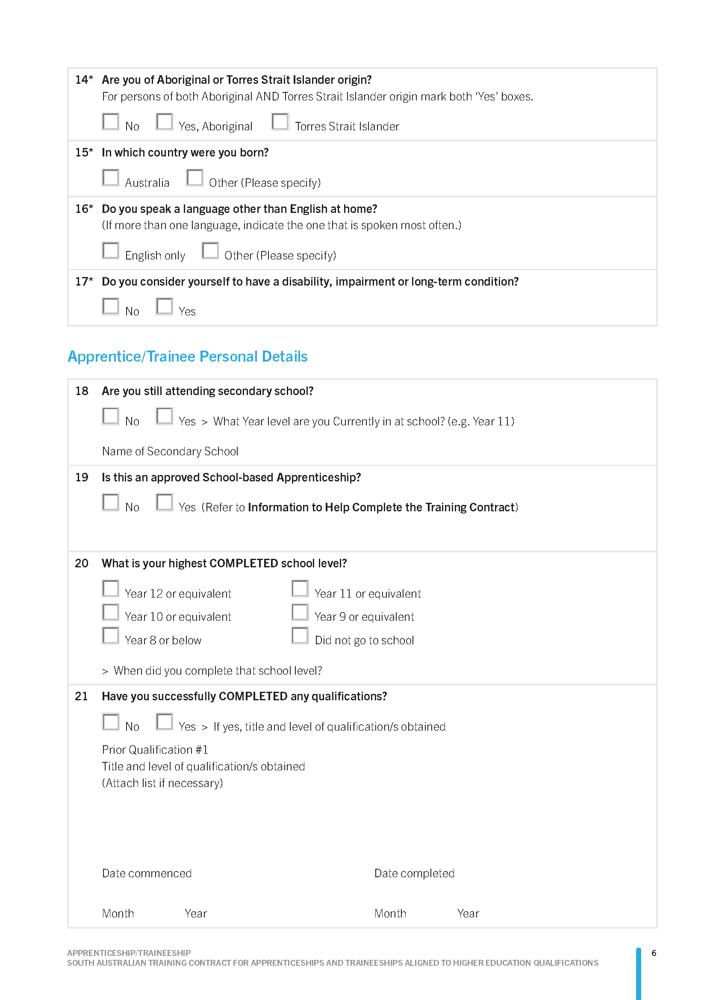 14* Are you of Aboriginal or Torres Strait Islander origin?
For persons of both Aboriginal AND Torres Strait Islander origin mark both ‘Yes’ boxes.
No Yes, Aboriginal Torres Strait Islander
15* In which country were you born?
Australia Other (Please specify)
16* Do you speak a language other than English at home?
(If more than one language, indicate the one that is spoken most often.)
English only Other (Please specify)
17* Do you consider yourself to have a disability, impairment or long-term condition?
No Yes
Apprentice/Trainee Personal Details
18 Are you still attending secondary school?
No Yes > What Year level are you Currently in at school? (e.g. Year 11)
Name of Secondary School
19 Is this an approved School-based Apprenticeship?
No Yes (Refer to Information to Help Complete the Training Contract)
20 What is your highest COMPLETED school level?
Year 12 or equivalent Year 11 or equivalent
Year 10 or equivalent Year 9 or equivalent
Year 8 or below Did not go to school
> When did you complete that school level?
21 Have you successfully COMPLETED any qualifications?
No Yes > If yes, title and level of qualification/s obtained
Prior Qualification #1
Title and level of qualification/s obtained
(Attach list if necessary)
Date commenced Date completed
Month Year Month Year
APPRENTICESHIP/TRAINEESHIP 6
SOUTH AUSTRALIAN TRAINING CONTRACT FOR APPRENTICESHIPS AND TRAINEESHIPS ALIGNED TO HIGHER EDUCATION QUALIFICATIONS